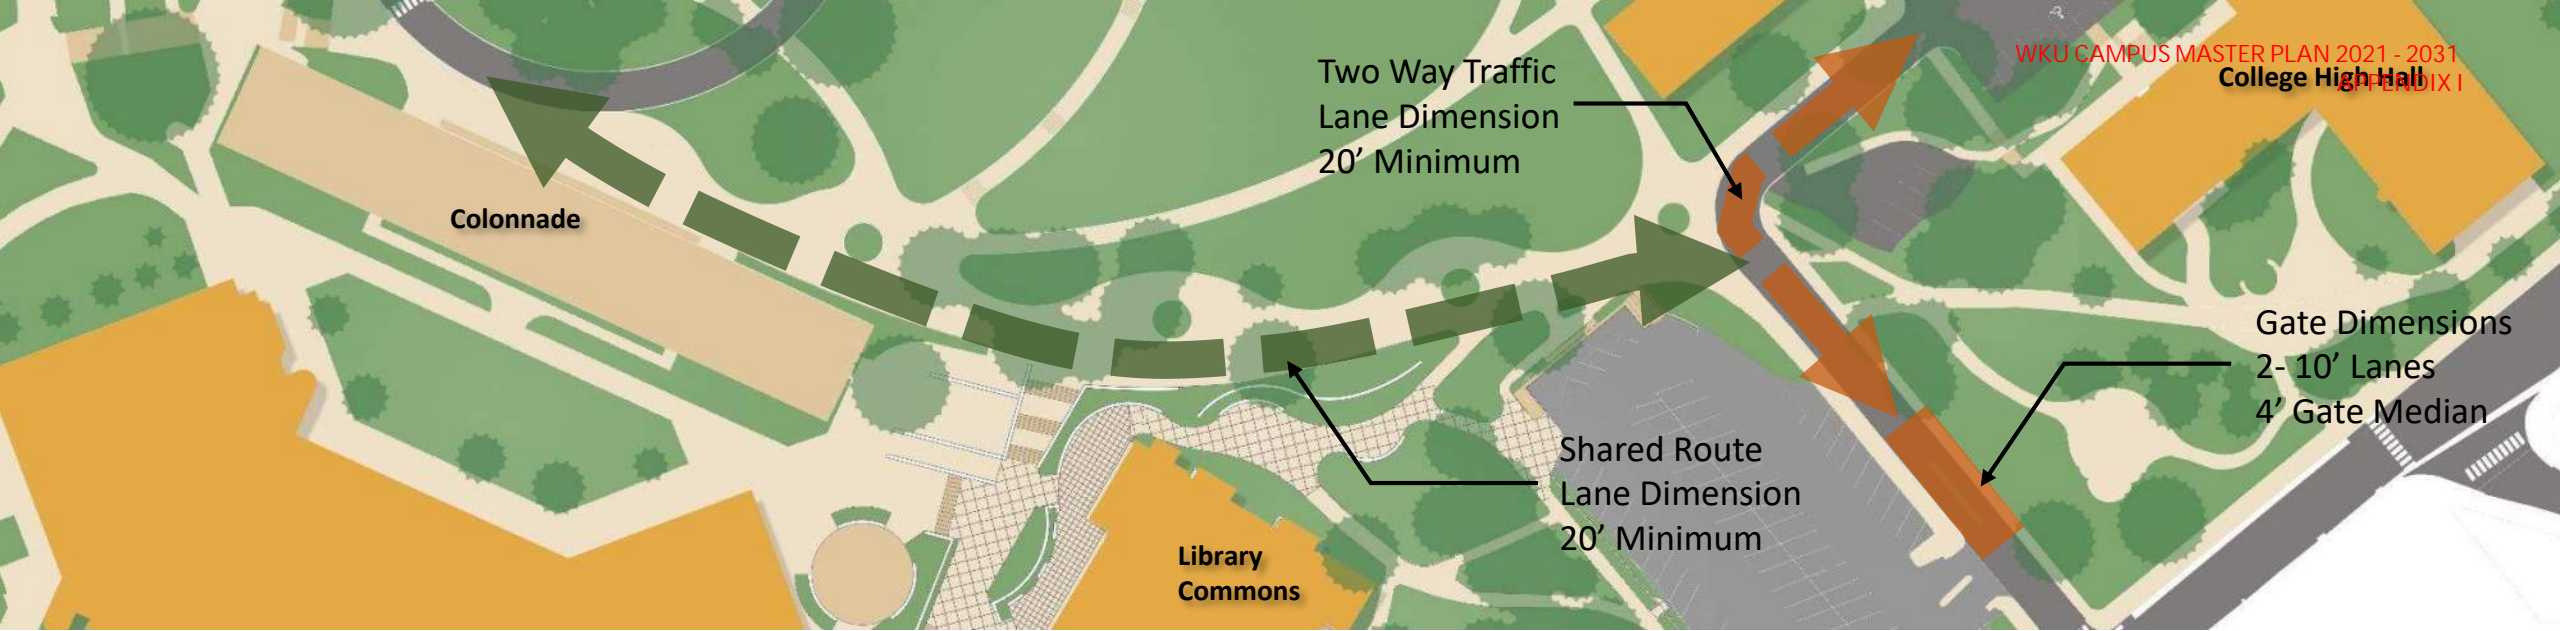 Two Way Traffic
Lane Dimension
20’ Minimum
WKU CAMPUS MASTER PLAN 2021 - 2031
APPENDIX I
College High Hall
Colonnade
Gate Dimensions
2- 10’ Lanes
4’ Gate Median
Shared Route
Lane Dimension
20’ Minimum
Library
Commons